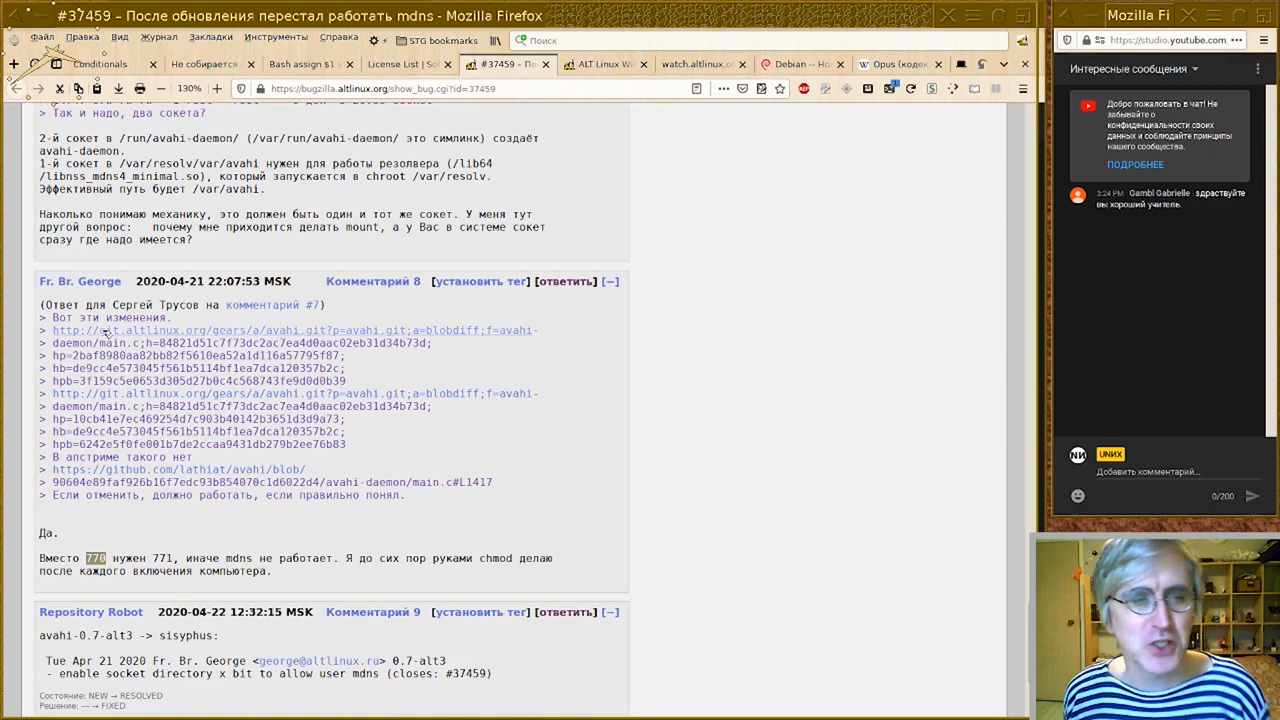 #37459 – После обновления перестал работать mdns - Mozilla Firefox
Mozilla Fi
Файл Правка Вид Журнал Закладки Инструменты Справка
STG bookmarks
Поиск
Conditionals
Не собирается
Bash assign $1
License List | Sof
#37459 – По
ALT Linux Wi
watch.altlinux.or
Debian -- Ho
Opus (кодек
130%
https://bugzilla.altlinux.org/show_bug.cgi?id=37459
https://studio.youtube.com
> Так и надо, два сокета?
2-й сокет в /run/avahi-daemon/ (/var/run/avahi-daemon/ это симлинк) создаёт
avahi-daemon.
1-й сокет в /var/resolv/var/avahi нужен для работы резолвера (/lib64
/libnss_mdns4_minimal.so), который запускается в chroot /var/resolv.
Эффективный путь будет /var/avahi.
Наколько понимаю механику, это должен быть один и тот же сокет. У меня тут
другой вопрос: почему мне приходится делать mount, а у Вас в системе сокет
сразу где надо имеется?
Fr. Br. George 2020-04-21 22:07:53 MSK Комментарий 8 [установить тег] [ответить] [−]
(Ответ для Сергей Трусов на комментарий #7)
> Вот эти изменения.
> http://git.altlinux.org/gears/a/avahi.git?p=avahi.git;a=blobdiff;f=avahi-
> daemon/main.c;h=84821d51c7f73dc2ac7ea4d0aac02eb31d34b73d;
> hp=2baf8980aa82bb82f5610ea52a1d116a57795f87;
> hb=de9cc4e573045f561bd5114bf1ea7dca120357b2c;
> hpb=3f159c5e0653d305d27b0c4c568743fe9d0d0b39
> http://git.altlinux.org/gears/a/avahi.git?p=avahi.git;a=blobdiff;f=avahi-
> daemon/main.c;h=84821d51c7f73dc2ac7ea4d0aac02eb31d34b73d;
> hp=10cb41e7ec469254d7c903b40142b3651d3d9a73;
> hb=de9cc4e573045f561bd5114bf1ea7dca120357b2c;
> hpb=6242e5f0fe001b7de2ccaa9431db279b2ee76b83
> В апстриме такого нет
> https://github.com/lathiat/avahi/blob/
> 90604e89faf926b16f7edc93b854070c1d6022d4/avahi-daemon/main.c#L1417
> Если отменить, должно работать, если правильно понял.
Да.
Вместо 770 нужен 771, иначе mdns не работает. Я до сих пор руками chmod делаю
после каждого включения компьютера.
Repository Robot 2020-04-22 12:32:15 MSK Комментарий 9 [установить тег] [ответить] [−]
avahi-0.7-alt3 -> sisyphus:
Tue Apr 21 2020 Fr. Br. George <george@altlinux.ru> 0.7-alt3
- enable socket directory x bit to allow user mdns (closes: #37459)
Состояние: NEW → RESOLVED
Решение: --- → FIXED
Интересные сообщения
Добро пожаловать в чат! Не
забывайте о
конфиденциальности своих
данных и соблюдайте принципы
нашего сообщества.
ПОДРОБНЕЕ
3:24 PM Gambl Gabrielle здраствуйте
вы хороший учитель.
UNИX
Добавить комментарий...
0/200